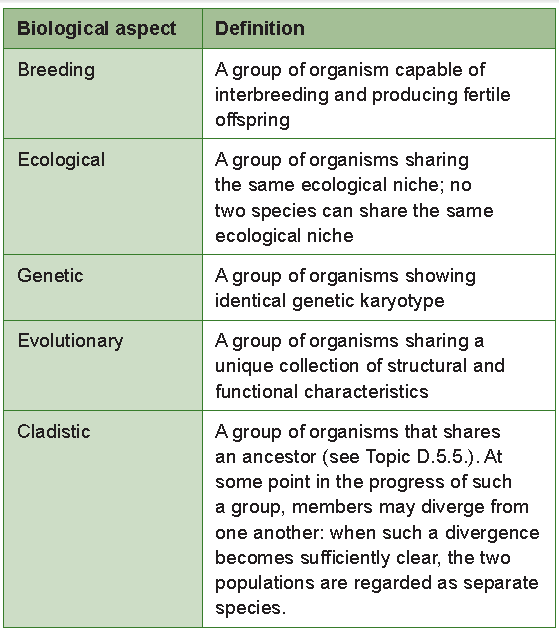 Biological aspect
Definition
Breeding
A group of organism capable of
interbreeding and producing fertile
offspring
Ecological
A group of organisms sharing
the same ecological niche; no
two species can share the same
ecological niche
Genetic
A group of organisms showing
identical genetic karyotype
Evolutionary
A group of organisms sharing a
unique collection of structural and
functional characteristics
Cladistic
A group of organisms that shares
an ancestor (see Topic D.5.5.). At
some point in the progress of such
a group, members may diverge from
one another: when such a divergence
becomes sufficiently clear, the two
populations are regarded as separate
species.